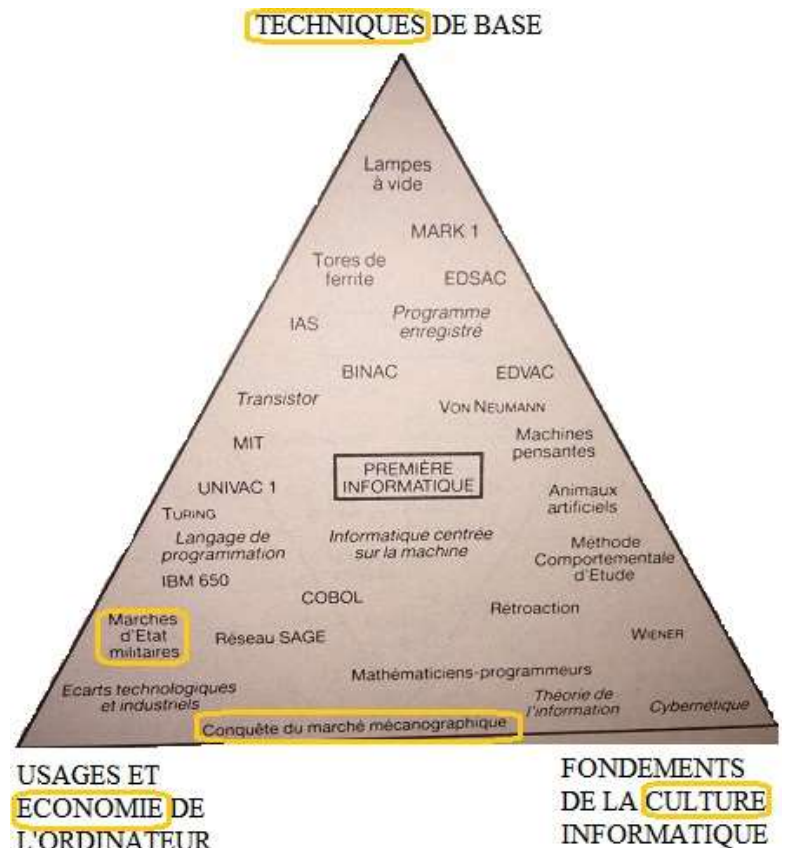 TECHNIQUES DE BASE
Lampes
à vide
MARK 1
Tores de
ferrite
EDSAC
IAS
Programme
enregistré
BINAC
EDVAC
Transistor
VON NEUMANN
MIT
Machines
pensantes
PREMIÈRE
INFORMATIQUE
UNIVAC 1
Animaux
artificiels
TURING
Langage de
programmation
Informatique centrée
sur la machine
Méthode
Comportementale
d'Etude
IBM 650
COBOL
Rétroaction
Marchés
d'Etat
militaires
Réseau SAGE
WIENER
Mathématiciens-programmeurs
Ecarts technologiques
et industriels
Théorie de
l'information
Cybernétique
Conquête du marché mécanographique
USAGES ET
ECONOMIE DE
L'ORDINATEUR
FONDEMENTS
DE LA CULTURE
INFORMATIQUE